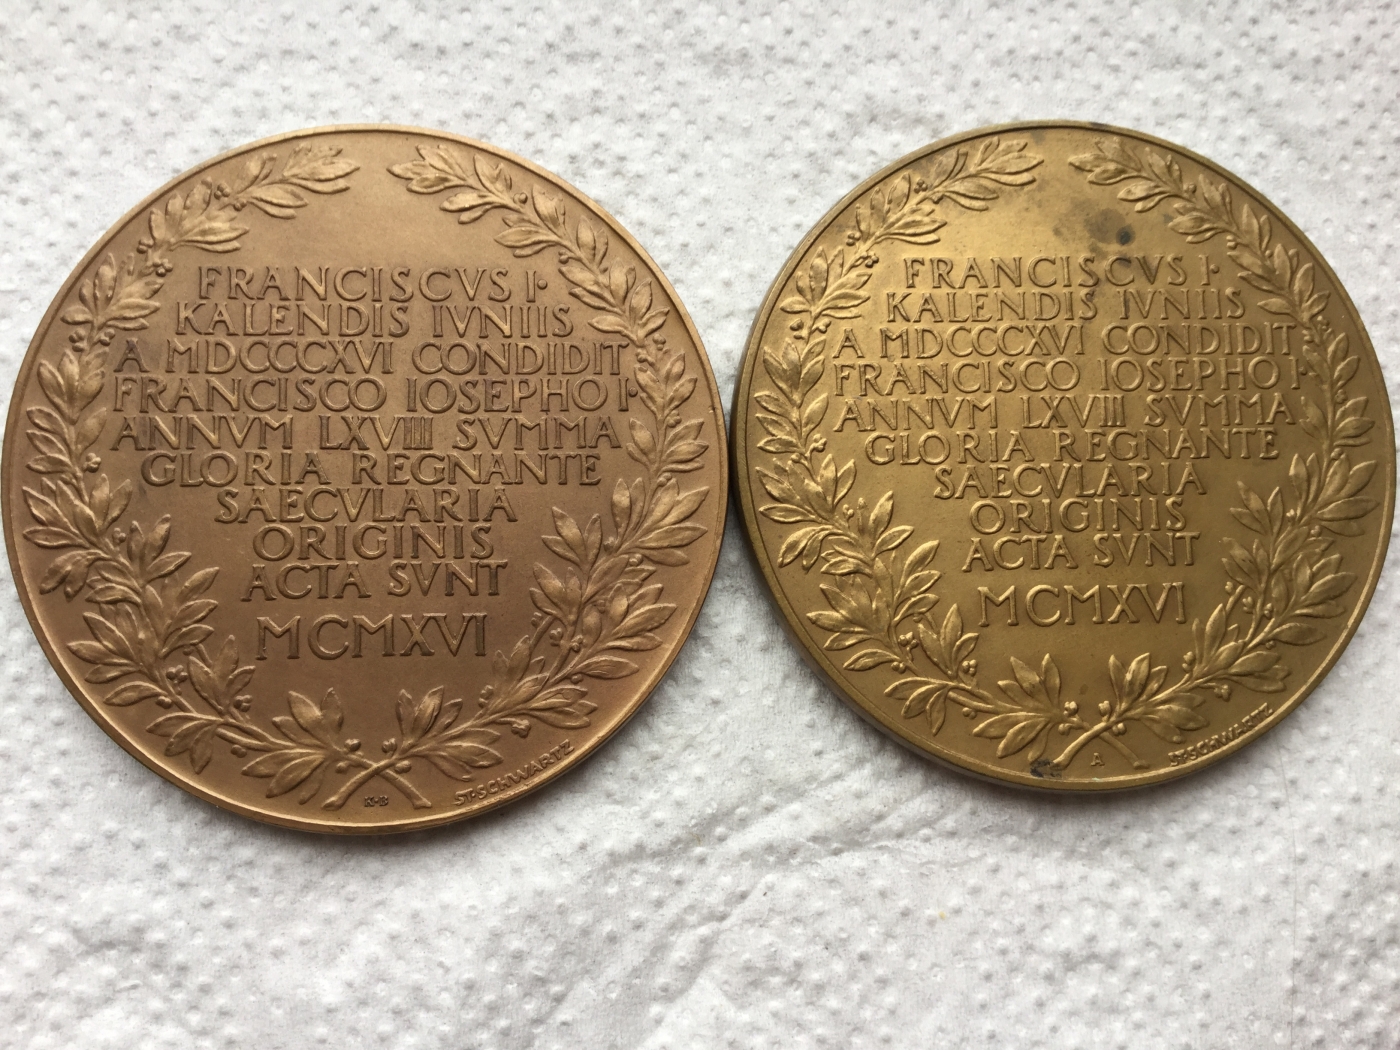 FRANCISCVS I·
KALENDIS IVNIIS
A MDCCCXVI CONDIDIT
FRANCISCO IOSEPHO I·
ANNVM LXVIII SVMMA
GLORIA REGNANTE
SAECVLARIA
ORIGINIS
ACTA SVNT
MCMXVI
K·B
ST·SCHWARTZ
FRANCISCVS I·
KALENDIS IVNIIS
A MDCCCXVI CONDIDIT
FRANCISCO IOSEPHO I·
ANNVM LXVIII SVMMA
GLORIA REGNANTE
SAECVLARIA
ORIGINIS
ACTA SVNT
MCMXVI
A
ST·SCHWARTZ